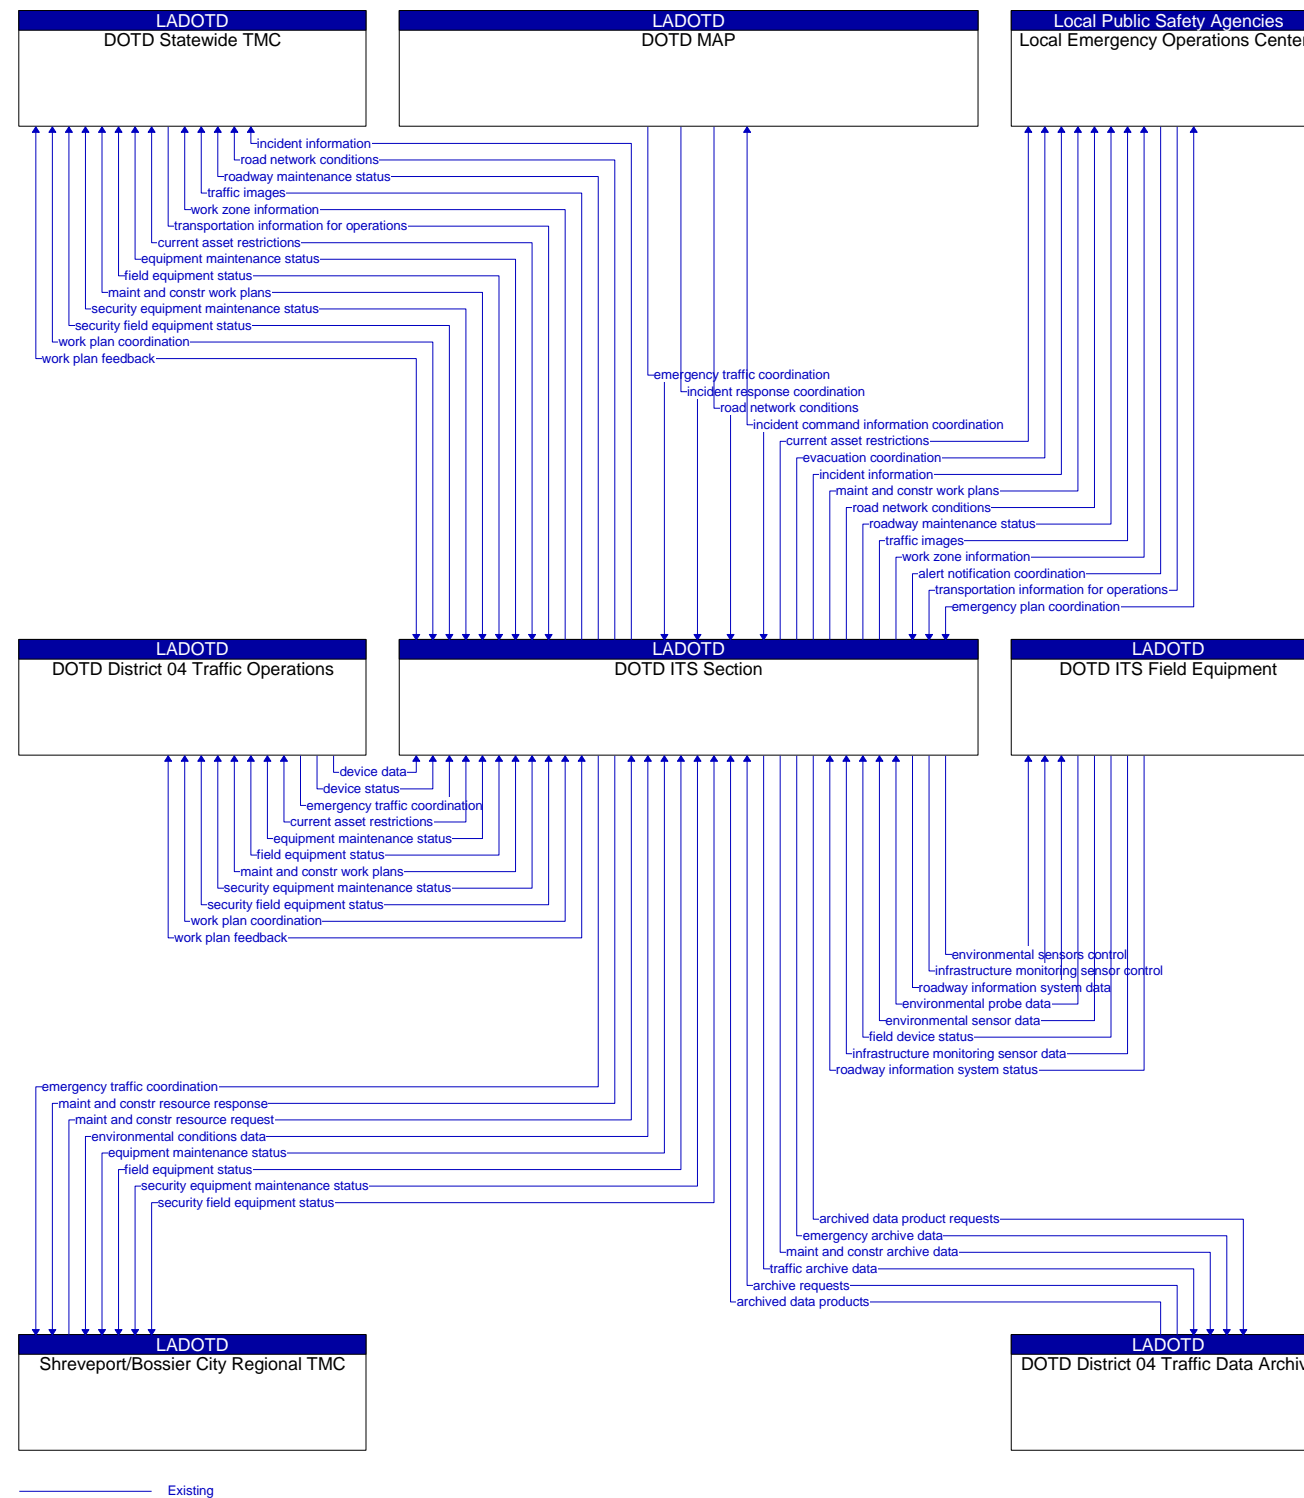 LADOTD
DOTD Statewide TMC
LADOTD
DOTD MAP
Local Public Safety Agencies
Local Emergency Operations Center
incident information
road network conditions
roadway maintenance status
traffic images
work zone information
transportation information for operations
current asset restrictions
equipment maintenance status
field equipment status
maint and constr work plans
security equipment maintenance status
security field equipment status
work plan coordination
work plan feedback
emergency traffic coordination
incident response coordination
road network conditions
incident command information coordination
current asset restrictions
evacuation coordination
incident information
maint and constr work plans
road network conditions
roadway maintenance status
traffic images
work zone information
alert notification coordination
transportation information for operations
emergency plan coordination
LADOTD
DOTD District 04 Traffic Operations
LADOTD
DOTD ITS Section
LADOTD
DOTD ITS Field Equipment
device data
device status
emergency traffic coordination
current asset restrictions
equipment maintenance status
field equipment status
maint and constr work plans
security equipment maintenance status
security field equipment status
work plan coordination
work plan feedback
environmental sensors control
infrastructure monitoring sensor control
roadway information system data
environmental probe data
environmental sensor data
field device status
infrastructure monitoring sensor data
roadway information system status
emergency traffic coordination
maint and constr resource response
maint and constr resource request
environmental conditions data
equipment maintenance status
field equipment status
security equipment maintenance status
security field equipment status
archived data product requests
emergency archive data
maint and constr archive data
traffic archive data
archive requests
archived data products
LADOTD
Shreveport/Bossier City Regional TMC
LADOTD
DOTD District 04 Traffic Data Archiv
Existing